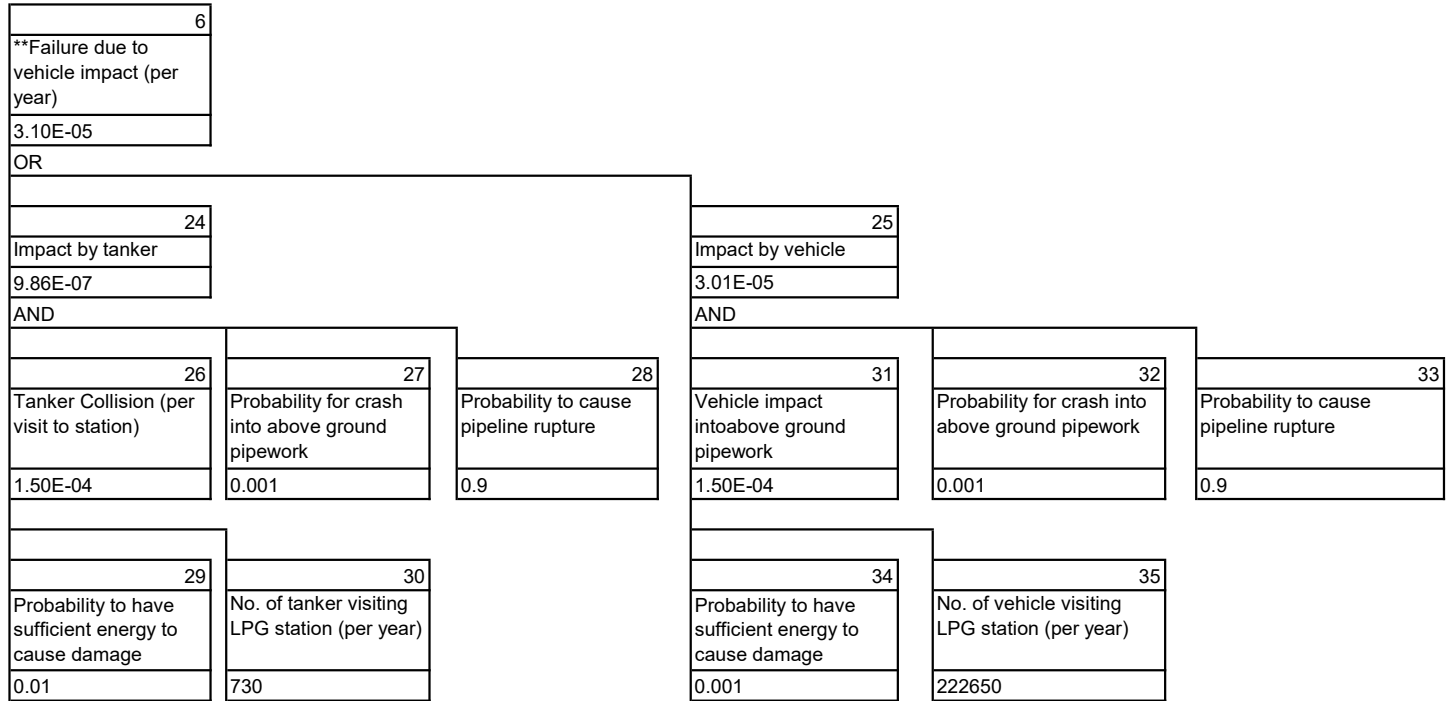 6
**Failure due to
vehicle impact (per
year)
3.10E-05
OR
24
Impact by tanker
9.86E-07
25
Impact by vehicle
3.01E-05
AND
AND
26
Tanker Collision (per
visit to station)
1.50E-04
27
Probability for crash
into above ground
pipework
0.001
28
Probability to cause
pipeline rupture
0.9
31
Vehicle impact
intoabove ground
pipework
1.50E-04
32
Probability for crash into
above ground pipework
0.001
33
Probability to cause
pipeline rupture
0.9
29
Probability to have
sufficient energy to
cause damage
0.01
30
No. of tanker visiting
LPG station (per year)
730
34
Probability to have
sufficient energy to
cause damage
0.001
35
No. of vehicle visiting
LPG station (per year)
222650